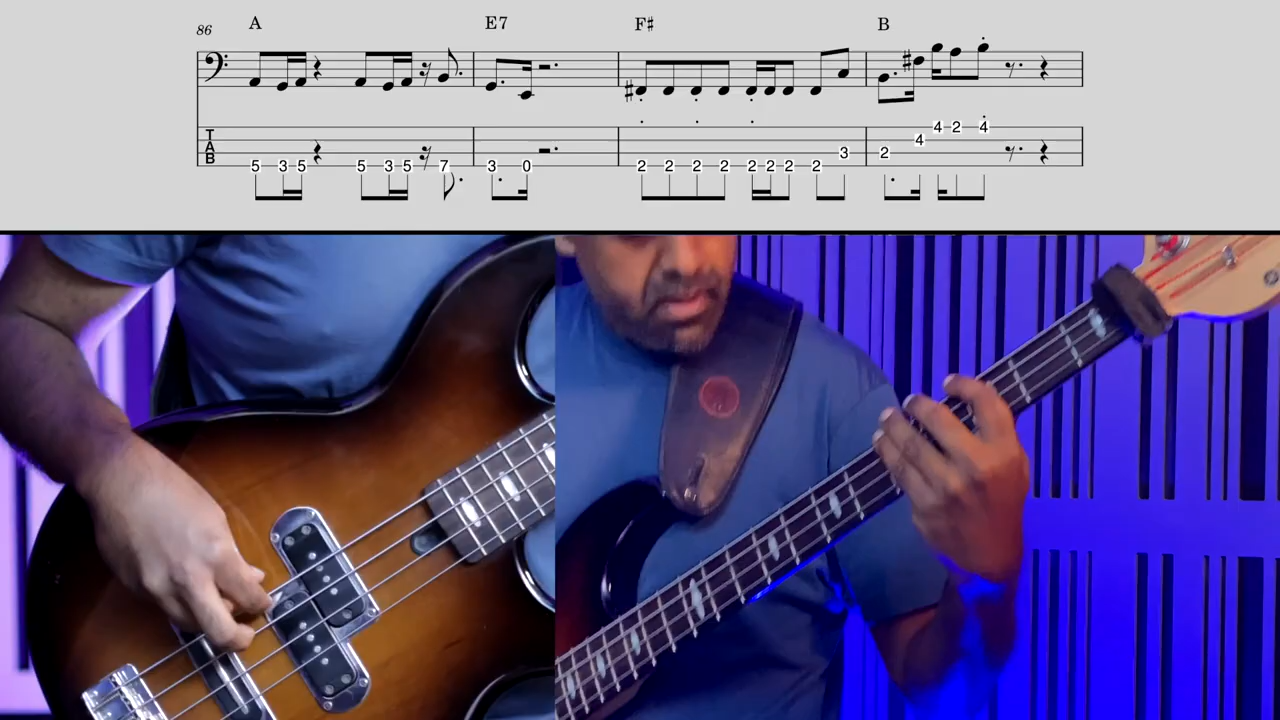 86 A E7 F♯ B
4 2 4
4
T A B
3 2
5 3 5 5 3 5 7 3 0 2 2 2 2 2 2 2 2